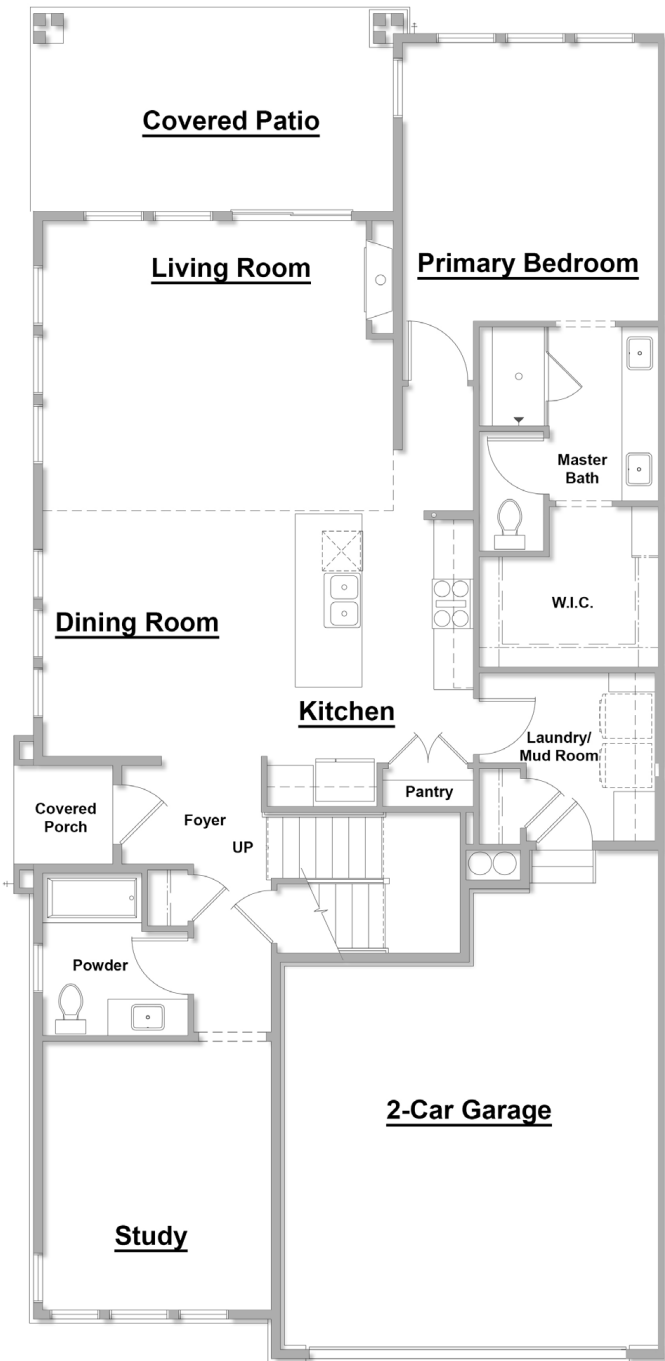 Covered Patio
Living Room
Primary Bedroom
Master
Bath
W.I.C.
Dining Room
Kitchen
Laundry/
Mud Room
Pantry
Covered
Porch
Foyer
UP
Powder
2-Car Garage
Study